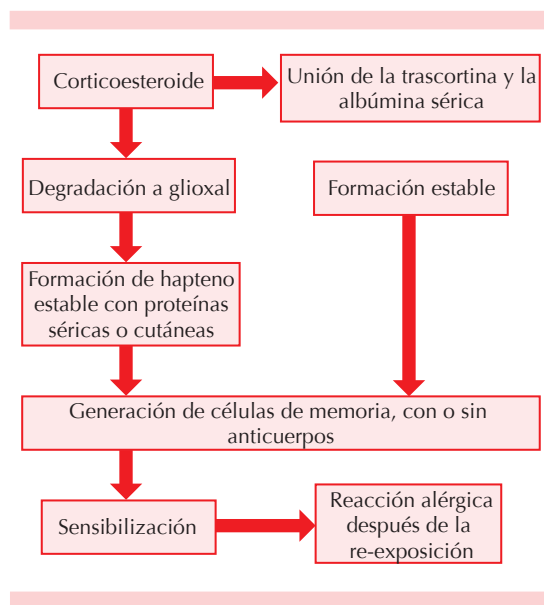 Corticoesteroide
Unión de la trascortina y la
albúmina sérica
Degradación a glioxal
Formación estable
Formación de hapteno
estable con proteínas
séricas o cutáneas
Generación de células de memoria, con o sin
anticuerpos
Sensibilización
Reacción alérgica
después de la
re-exposición